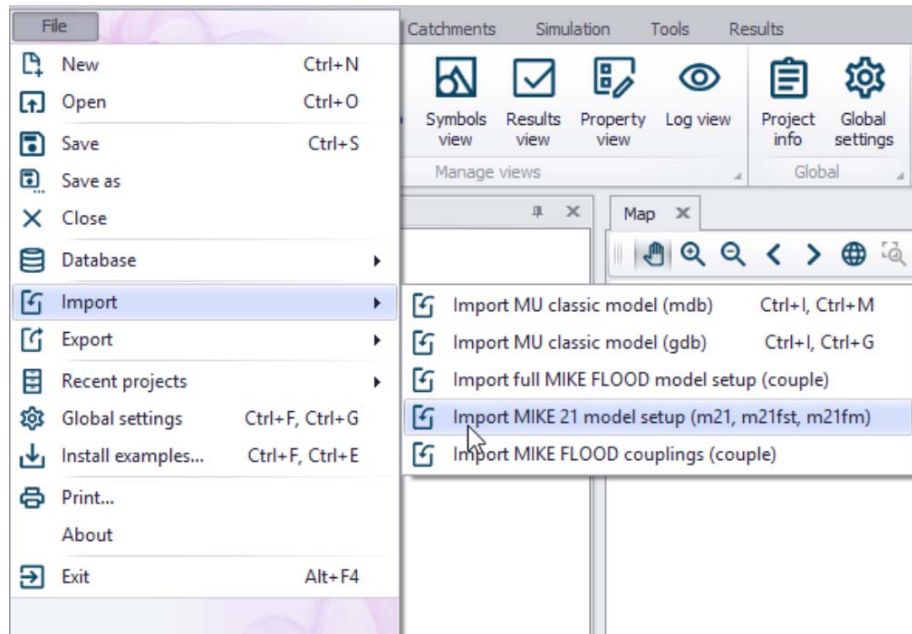 File
Catchments Simulation Tools Results
New Ctrl+N
Open Ctrl+O
Save Ctrl+S
Save as
Close
Database
Import
Export
Recent projects
Global settings Ctrl+F, Ctrl+G
Install examples... Ctrl+F, Ctrl+E
Print...
About
Exit Alt+F4
Symbols view
Results view
Property view
Log view
Project info
Global settings
Manage views
Global
Map
Import MU classic model (mdb) Ctrl+I, Ctrl+M
Import MU classic model (gdb) Ctrl+I, Ctrl+G
Import full MIKE FLOOD model setup (couple)
Import MIKE 21 model setup (m21, m21fst, m21fm)
Import MIKE FLOOD couplings (couple)